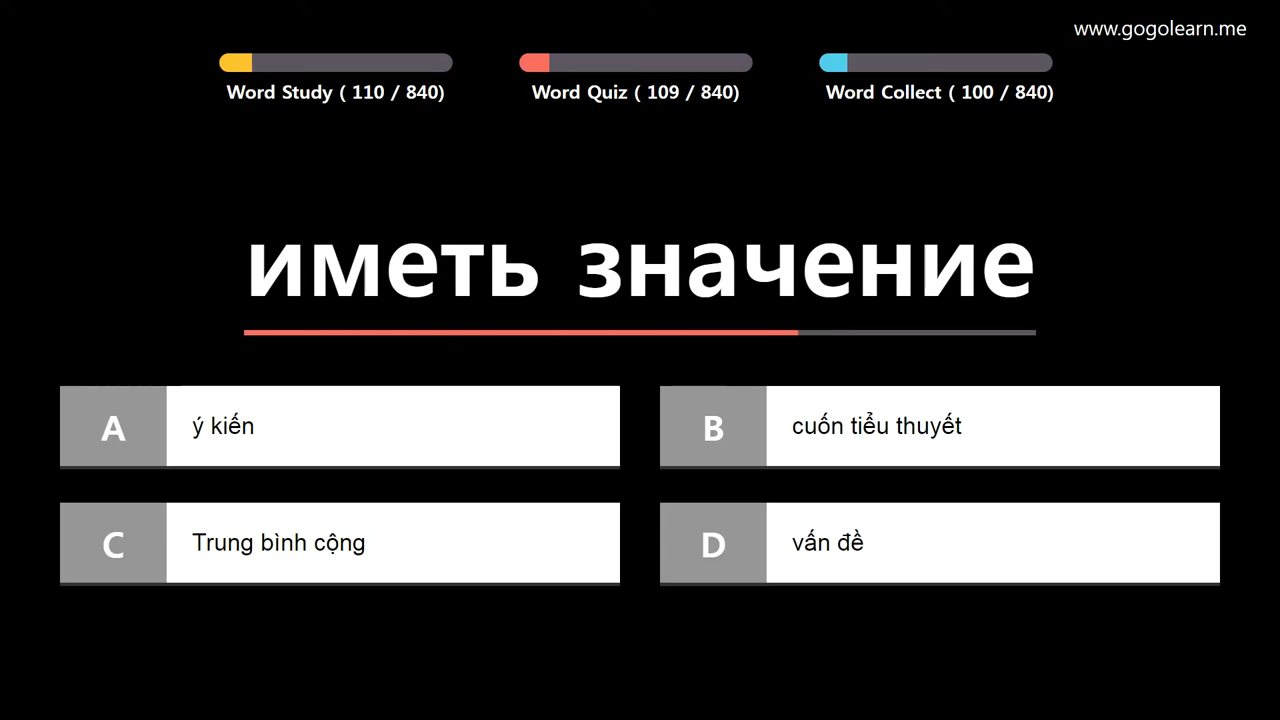 www.gogolearn.me
Word Study ( 110 / 840)
Word Quiz ( 109 / 840)
Word Collect ( 100 / 840)
иметь значение
A
ý kiến
B
cuốn tiểu thuyết
C
Trung bình cộng
D
vấn đề